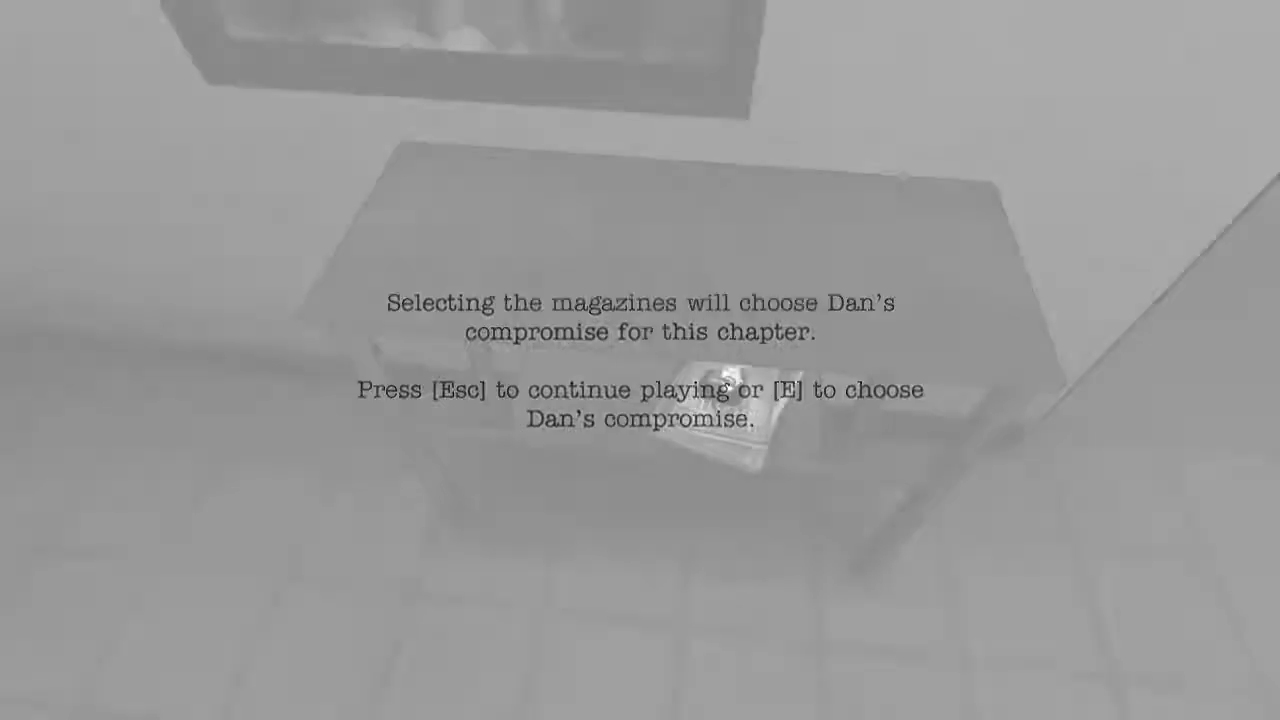 Selecting the magazines will choose Dan's
compromise for this chapter.
Press [Esc] to continue playing or [E] to choose
Dan's compromise.